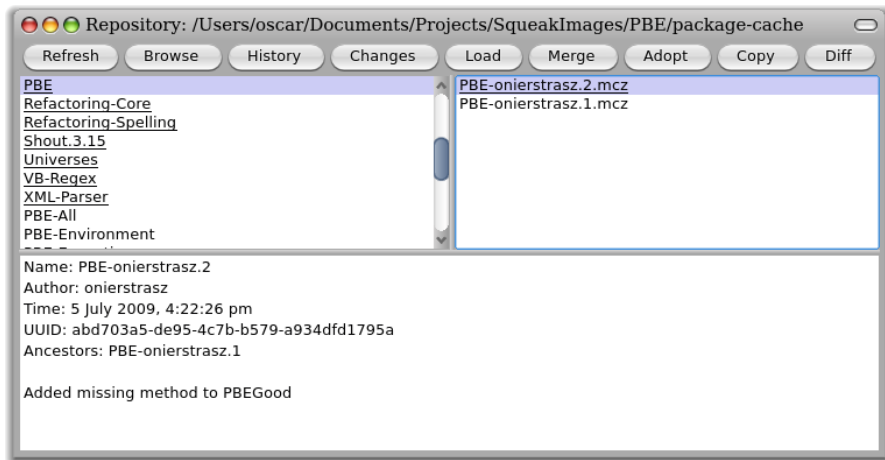 Repository: /Users/oscar/Documents/Projects/SqueakImages/PBE/package-cache
Refresh Browse History Changes Load Merge Adopt Copy Diff
PBE
Refactoring-Core
Refactoring-Spelling
Shout.3.15
Universes
VB-Regex
XML-Parser
PBE-All
PBE-Environment
PBE-onierstrasz.2.mcz
PBE-onierstrasz.1.mcz
Name: PBE-onierstrasz.2
Author: onierstrasz
Time: 5 July 2009, 4:22:26 pm
UUID: abd703a5-de95-4c7b-b579-a934dfd1795a
Ancestors: PBE-onierstrasz.1
Added missing method to PBEGood